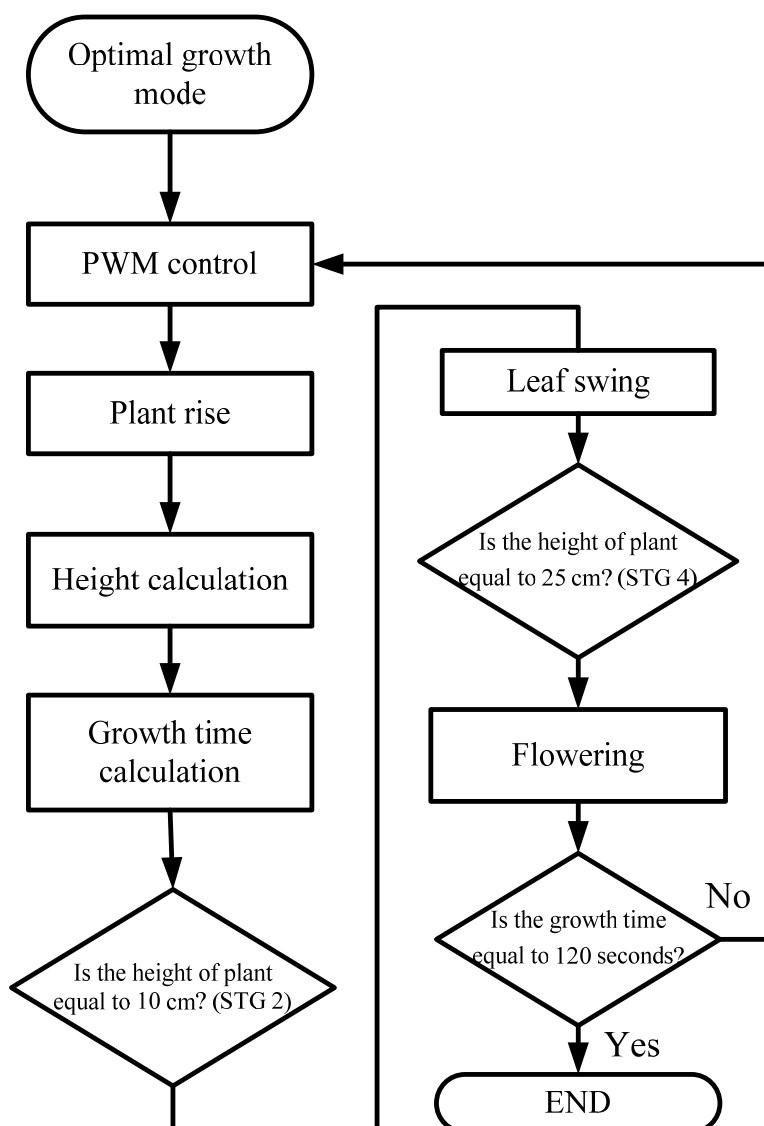 Optimal growth
mode
PWM control
Plant rise
Height calculation
Growth time
calculation
Is the height of plant
equal to 10 cm? (STG 2)
Leaf swing
Is the height of plant
equal to 25 cm? (STG 4)
Flowering
Is the growth time
equal to 120 seconds?
No
Yes
END